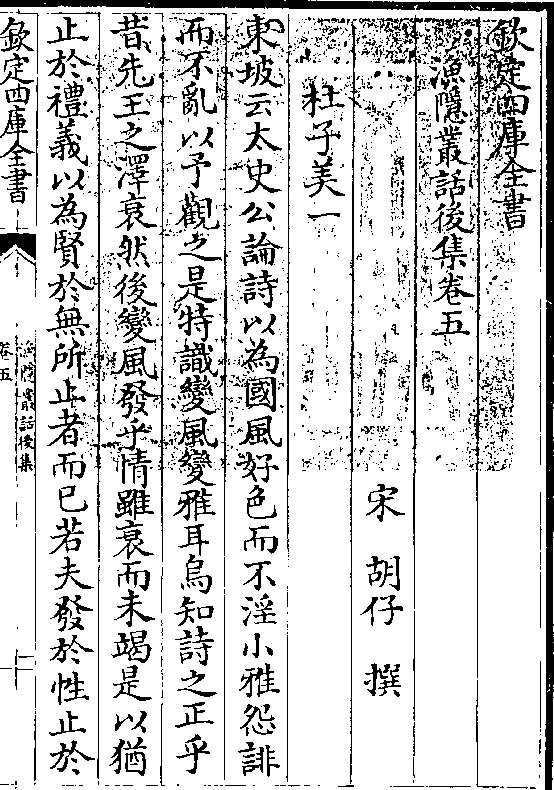 欽定四庫全書
漁隱叢話後集卷五
宋　胡仔　撰
杜子美一
東坡云太史公論詩以為國風好色而不淫小雅怨誹
而不亂以予觀之是特識變風變雅耳烏知詩之正乎
昔先王之澤衰然後變風發乎情雖衰而未竭是以猶
止於禮義以為賢於無所止者而已若夫發於性止於
欽定四庫全書
漁隱叢話後集
卷五
一